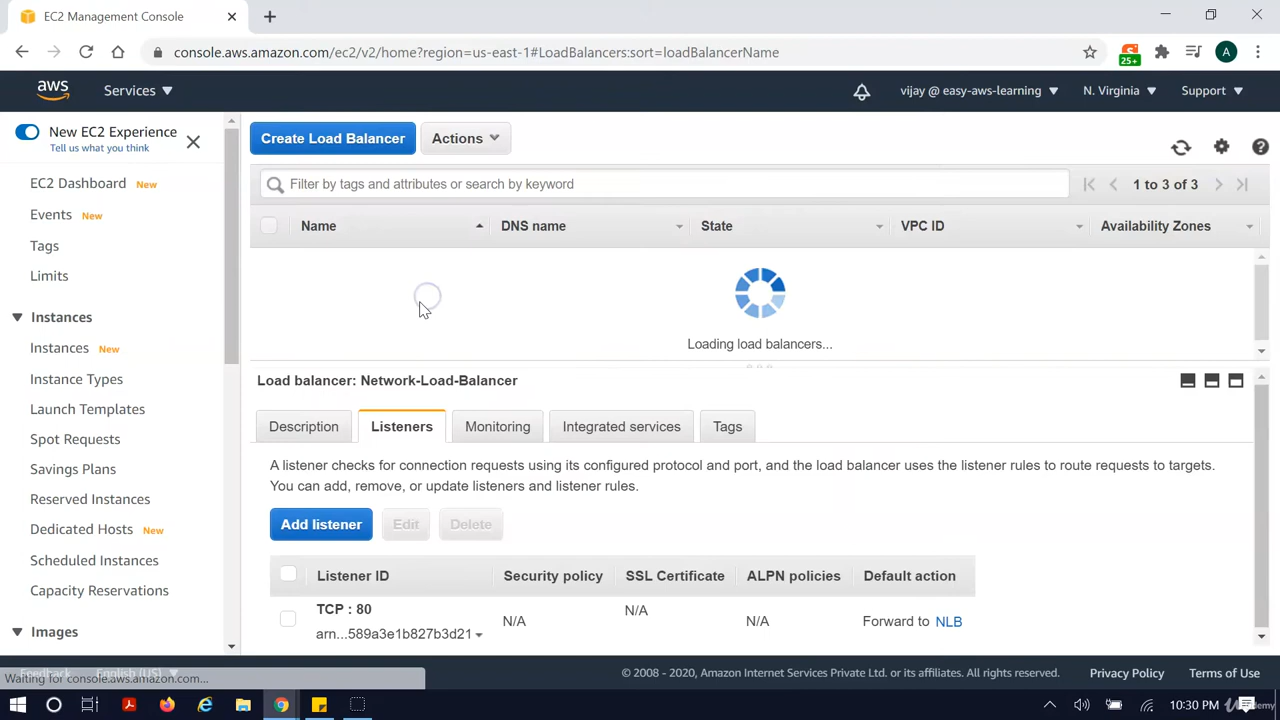 EC2 Management Console
console.aws.amazon.com/ec2/v2/home?region=us-east-1#LoadBalancers:sort=loadBalancerName
25+
A
aws
Services
vijay @ easy-aws-learning
N. Virginia
Support
New EC2 Experience
Tell us what you think
EC2 Dashboard New
Events New
Tags
Limits
Instances
Instances New
Instance Types
Launch Templates
Spot Requests
Savings Plans
Reserved Instances
Dedicated Hosts New
Scheduled Instances
Capacity Reservations
Images
Create Load Balancer
Actions
Filter by tags and attributes or search by keyword
1 to 3 of 3
Name DNS name State VPC ID Availability Zones
Loading load balancers...
Load balancer: Network-Load-Balancer
Description Listeners Monitoring Integrated services Tags
A listener checks for connection requests using its configured protocol and port, and the load balancer uses the listener rules to route requests to targets.
You can add, remove, or update listeners and listener rules.
Add listener Edit Delete
Listener ID Security policy SSL Certificate ALPN policies Default action
TCP : 80
arn...589a3e1b827b3d21
N/A N/A N/A Forward to NLB
Feedback English (US)
Waiting for console.aws.amazon.com...
© 2008 - 2020, Amazon Internet Services Private Ltd. or its affiliates. All rights reserved.
Privacy Policy Terms of Use
10:30 PM
Udemy